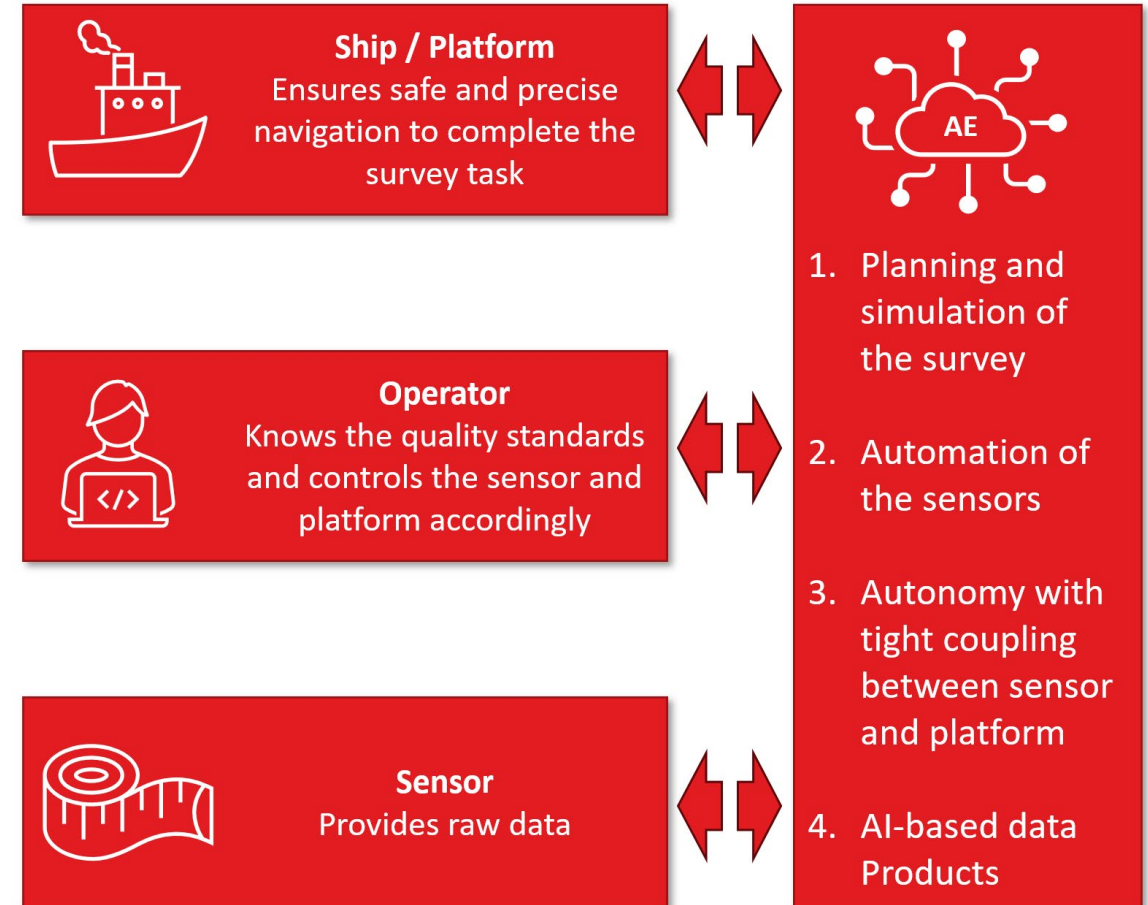 Ship / Platform
Ensures safe and precise
navigation to complete the
survey task
Operator
Knows the quality standards
and controls the sensor and
platform accordingly
</>
Sensor
Provides raw data
AE
1. Planning and
simulation of
the survey
2. Automation of
the sensors
3. Autonomy with
tight coupling
between sensor
and platform
4. AI-based data
Products